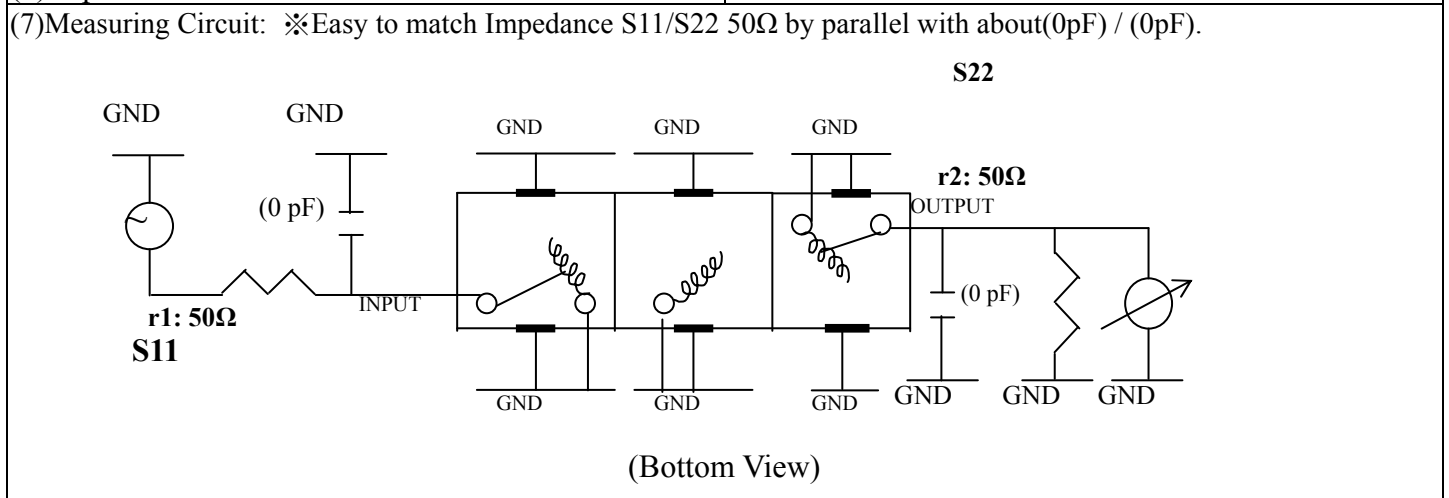 (7)Measuring Circuit: ※Easy to match Impedance S11/S22 50Ω by parallel with about(0pF) / (0pF).
S22
GND GND GND GND GND
r2: 50Ω
(0 pF) OUTPUT
INPUT (0 pF)
r1: 50Ω
S11
GND GND GND GND GND GND
(Bottom View)